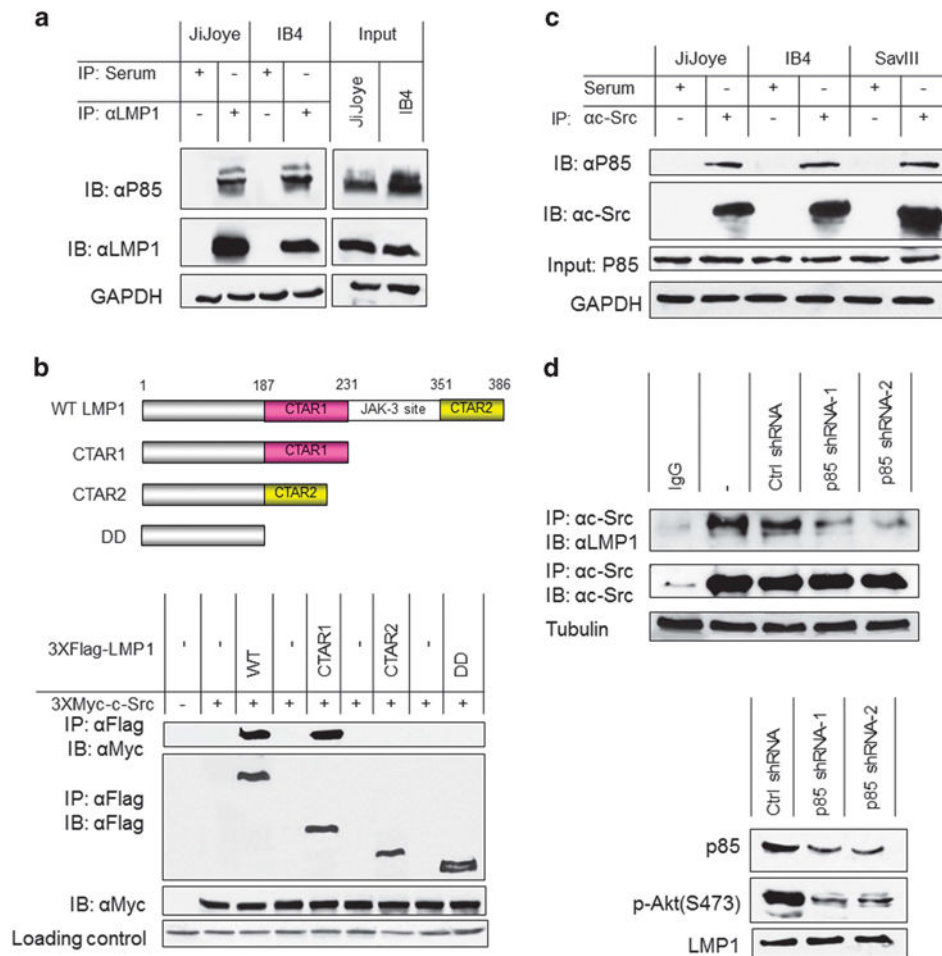 a
JiJoye IB4 Input
IP: Serum + - + -
IP: αLMP1 - + - + JiJoye IB4
IB: αP85
IB: αLMP1
GAPDH
c
JiJoye IB4 SavIII
Serum + - + - + -
IP: αc-Src - + - + - +
IB: αP85
IB: αc-Src
Input: P85
GAPDH
b
1 187 231 351 386
WT LMP1 CTAR1 JAK-3 site CTAR2
CTAR1 CTAR1
CTAR2 CTAR2
DD
3XFlag-LMP1 - - WT - CTAR1 - CTAR2 - DD
3XMyc-c-Src - + + + + + + + +
IP: αFlag
IB: αMyc
IP: αFlag
IB: αFlag
IB: αMyc
Loading control
d
IgG - Ctrl shRNA p85 shRNA-1 p85 shRNA-2
IP: αc-Src
IB: αLMP1
IP: αc-Src
IB: αc-Src
Tubulin
Ctrl shRNA p85 shRNA-1 p85 shRNA-2
p85
p-Akt(S473)
LMP1